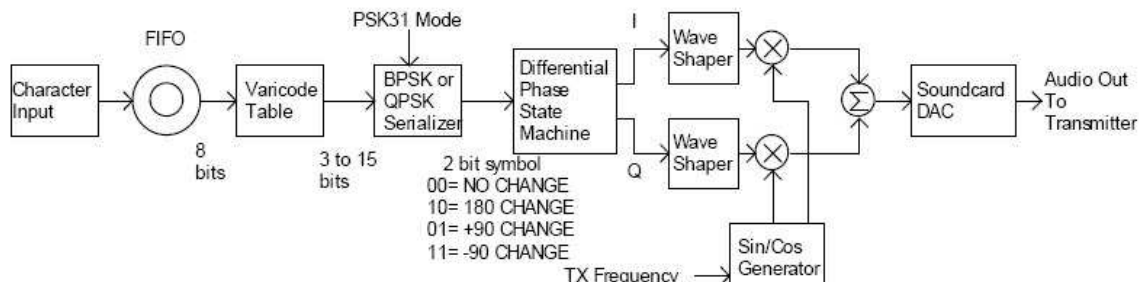 PSK31 Mode
FIFO
Character
Input
Varicode
Table
BPSK or
QPSK
Serializer
Differential
Phase
State
Machine
I
Wave
Shaper
Q
Wave
Shaper
Σ
Soundcard
DAC
Audio Out
To
Transmitter
8
bits
3 to 15
bits
2 bit symbol
00= NO CHANGE
10= 180 CHANGE
01= +90 CHANGE
11= -90 CHANGE
TX Frequency
Sin/Cos
Generator